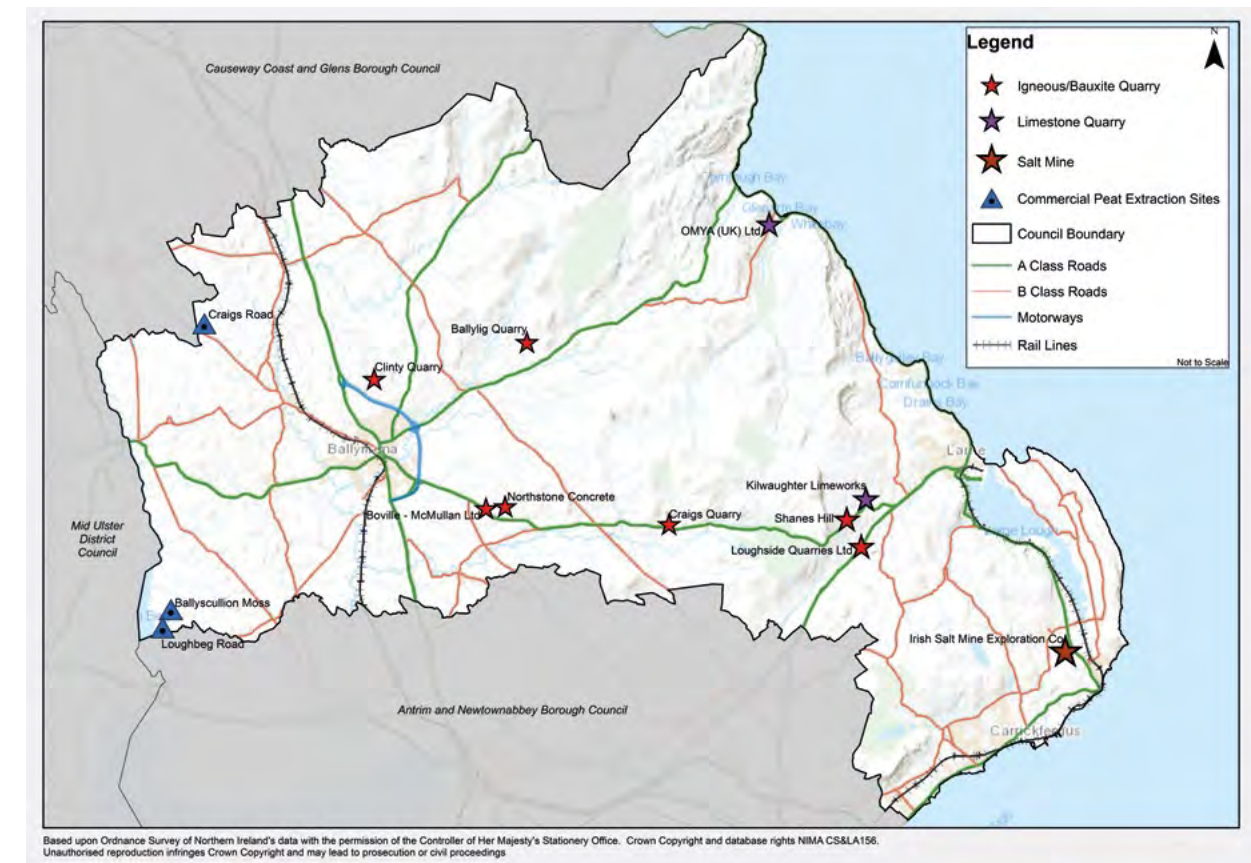 Causeway Coast and Glens Borough Council
Legend
N
Igneous/Bauxite Quarry
Limestone Quarry
Salt Mine
Commercial Peat Extraction Sites
Council Boundary
A Class Roads
B Class Roads
Motorways
Rail Lines
Not to Scale
Bay
OMYA (UK) Ltd
Craigs Road
Ballylig Quarry
Clinty Quarry
Ballygalley Bay
Drains Bay
Larne
Kilwaughter Limeworks
Northstone Concrete
Boville - McMullan Ltd
Craigs Quarry
Shanes Hill
Loughside Quarries Ltd
Larne Lough
Mid Ulster
District
Council
Ballyscullion Moss
Loughbeg Road
Irish Salt Mine Exploration Co
Antrim and Newtownabbey Borough Council
Carrickfergus
Based upon Ordnance Survey of Northern Ireland's data with the permission of the Controller of Her Majesty's Stationery Office. Crown Copyright and database rights NIMA CS&LA156.
Unauthorised reproduction infringes Crown Copyright and may lead to prosecution or civil proceedings